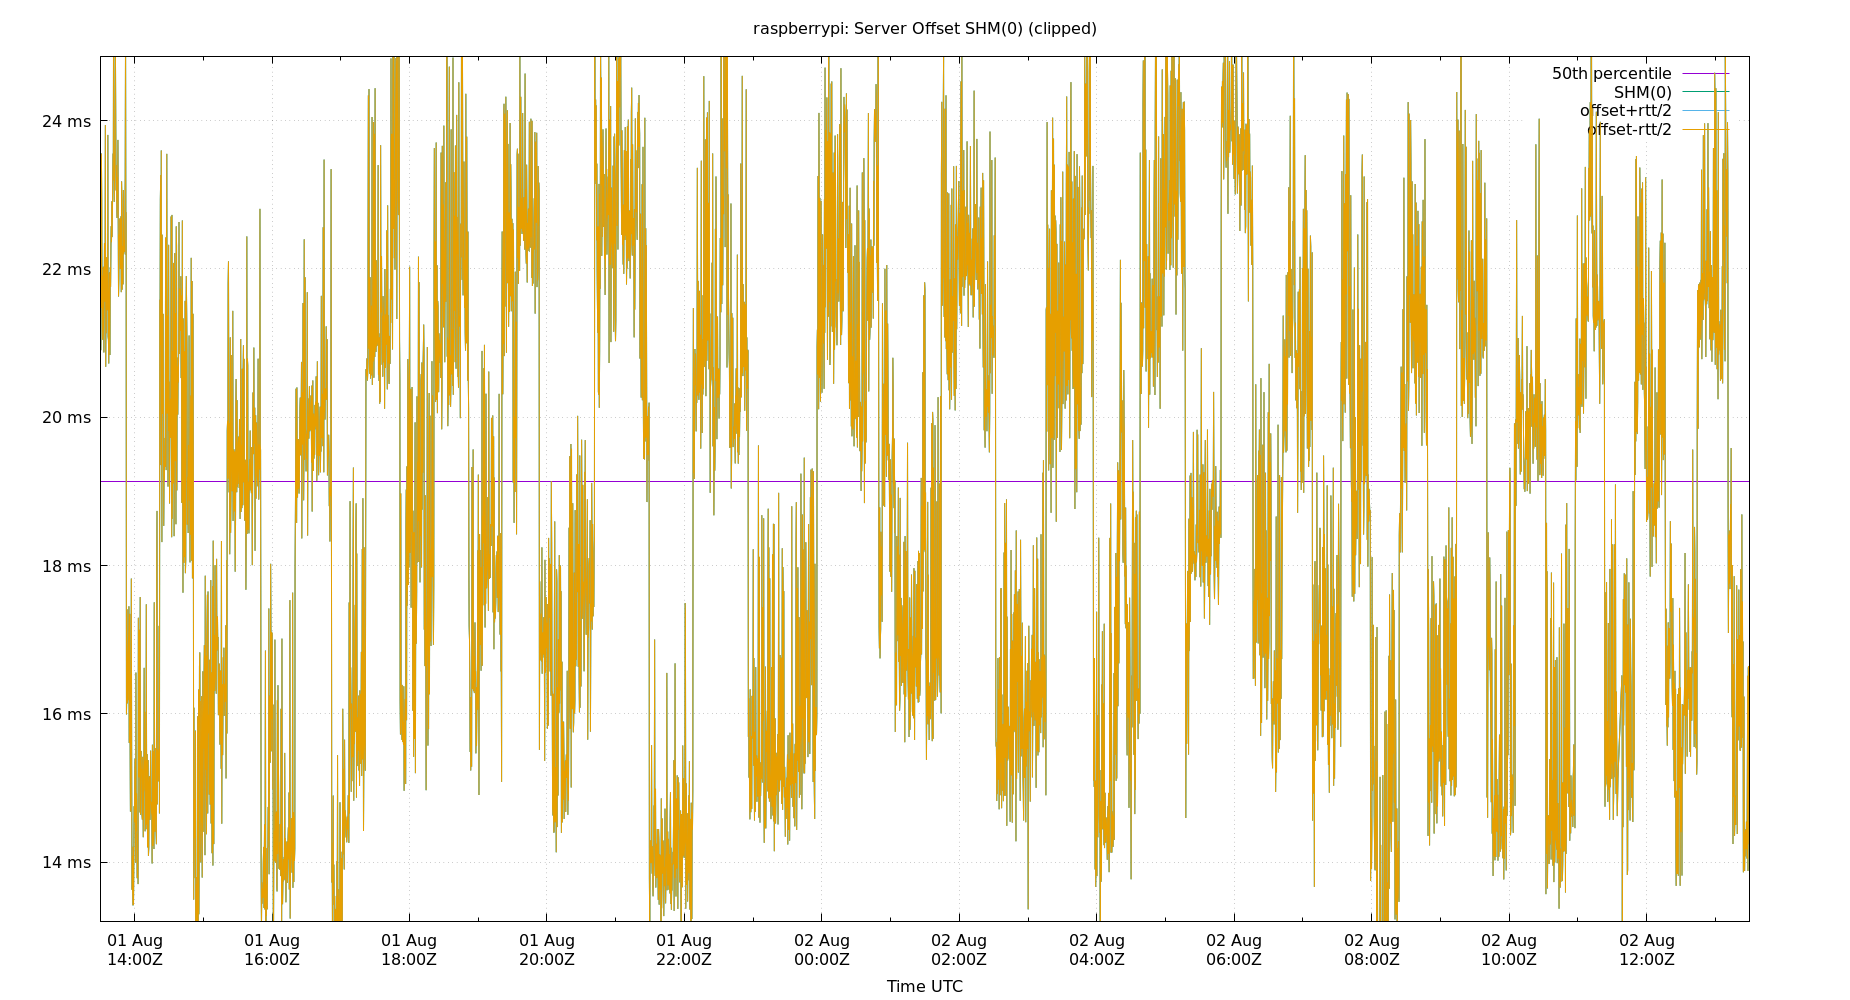 raspberrypi: Server Offset SHM(0) (clipped)
50th percentile
SHM(0)
offset+rtt/2
offset-rtt/2
24 ms
22 ms
20 ms
18 ms
16 ms
14 ms
01 Aug 01 Aug 01 Aug 01 Aug 01 Aug 02 Aug 02 Aug 02 Aug 02 Aug 02 Aug 02 Aug 02 Aug
14:00Z 16:00Z 18:00Z 20:00Z 22:00Z 00:00Z 02:00Z 04:00Z 06:00Z 08:00Z 10:00Z 12:00Z
Time UTC